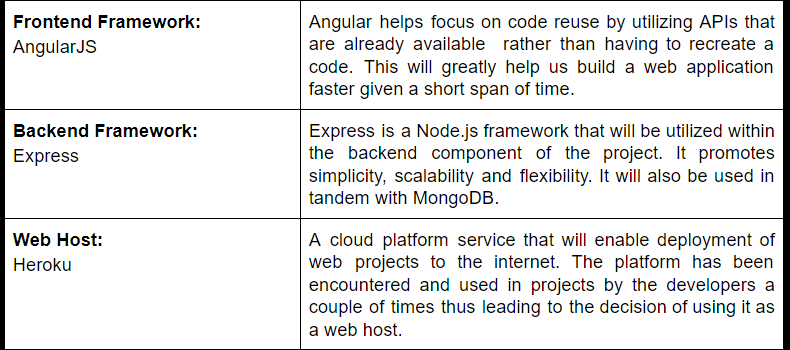 Frontend Framework:
AngularJS
Angular helps focus on code reuse by utilizing APIs that
are already available  rather than having to recreate a
code. This will greatly help us build a web application
faster given a short span of time.
Backend Framework:
Express
Express is a Node.js framework that will be utilized within
the backend component of the project. It promotes
simplicity, scalability and flexibility. It will also be used in
tandem with MongoDB.
Web Host:
Heroku
A cloud platform service that will enable deployment of
web projects to the internet. The platform has been
encountered and used in projects by the developers a
couple of times thus leading to the decision of using it as
a web host.